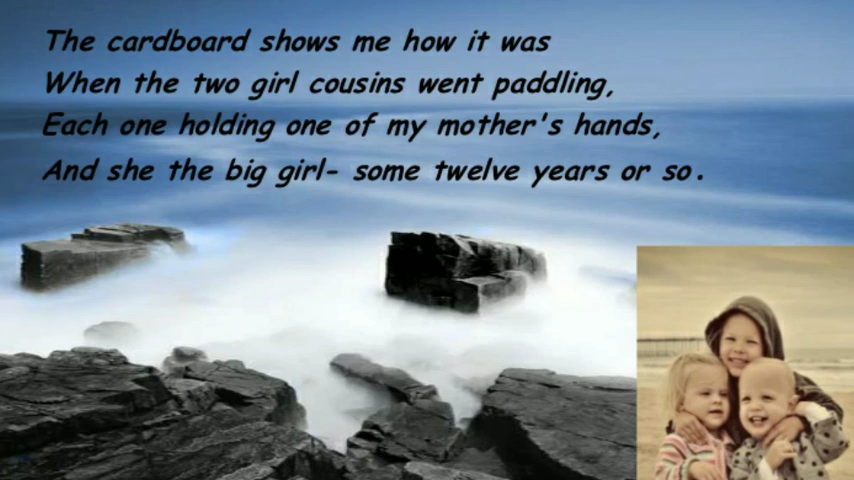 The cardboard shows me how it was
When the two girl cousins went paddling,
Each one holding one of my mother's hands,
And she the big girl- some twelve years or so.